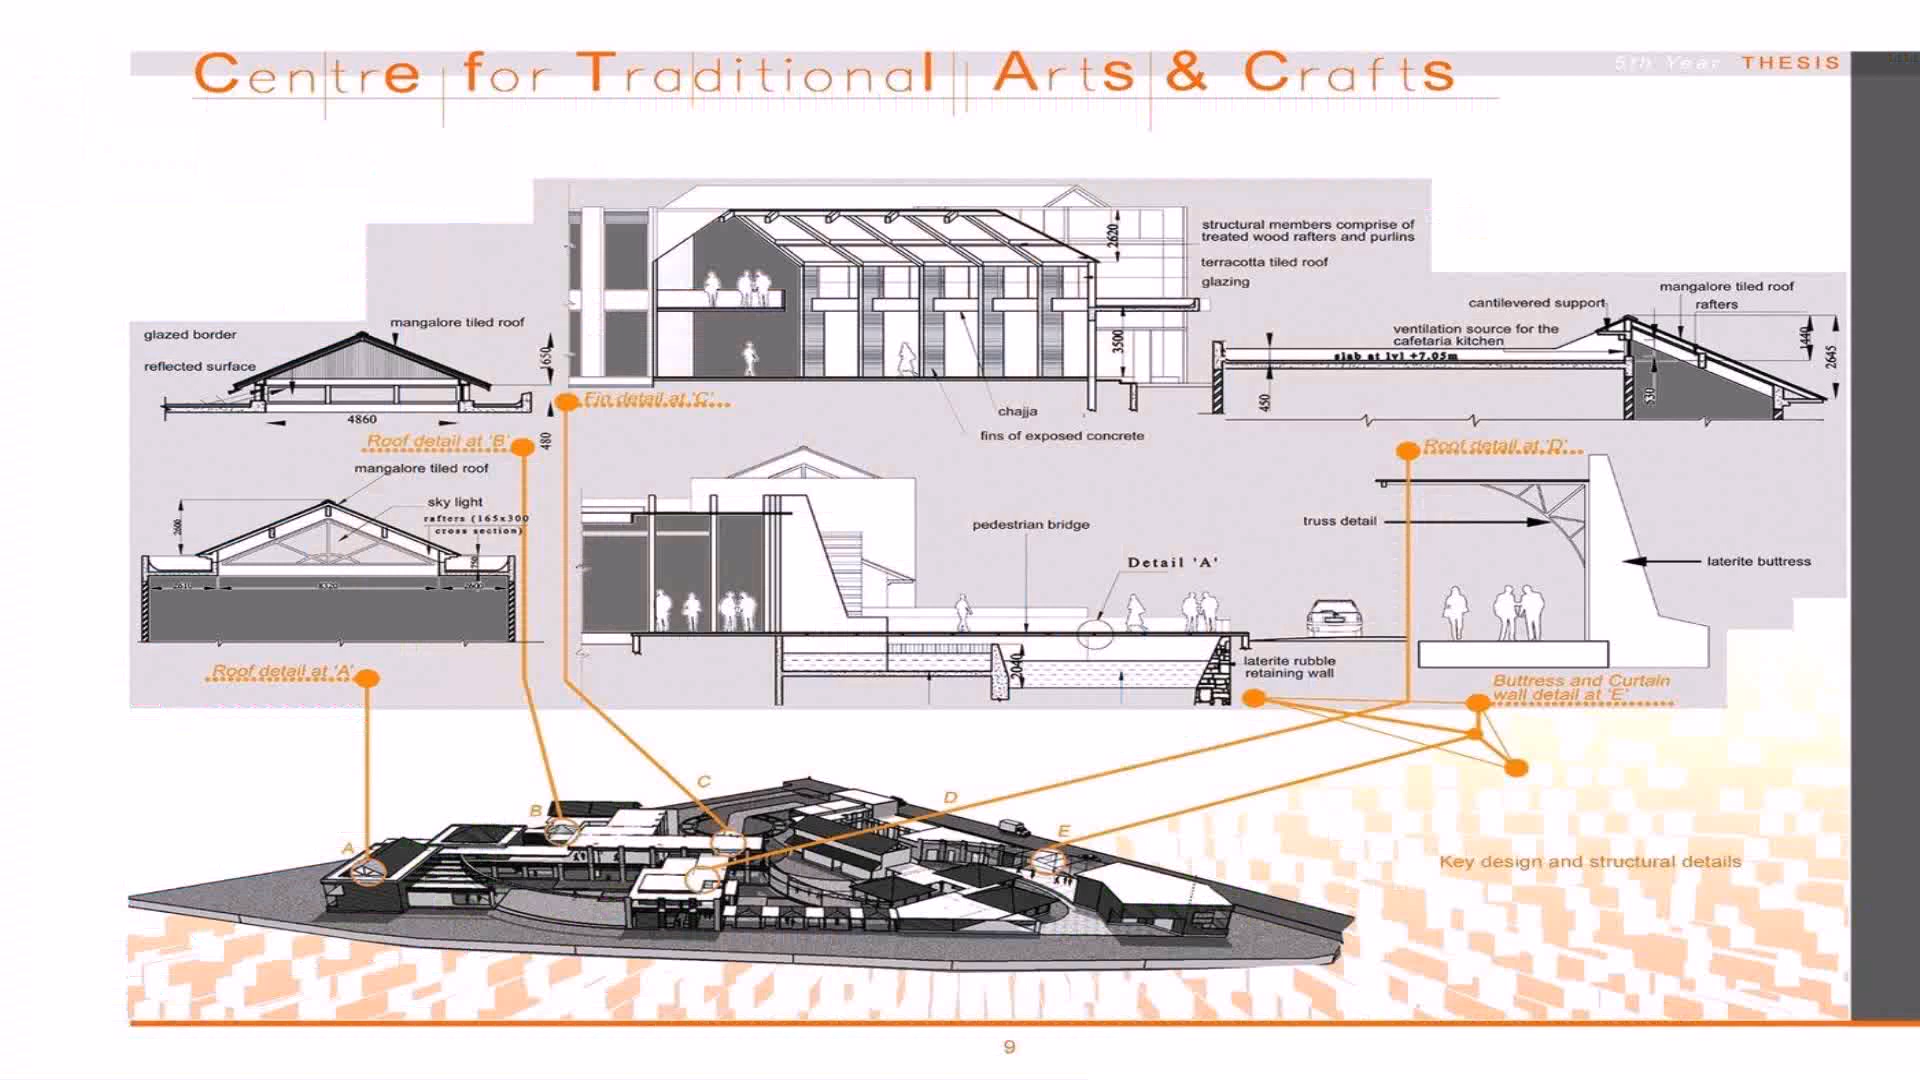 Centre for Traditional Arts & Crafts
5th Year THESIS
structural members comprise of
treated wood rafters and purlins
terracotta tiled roof
glazing
2620
3500
chajja
fins of exposed concrete
Fin detail at 'C'
glazed border
mangalore tiled roof
reflected surface
1650
4860
480
Roof detail at 'B'
mangalore tiled roof
cantilevered support
rafters
ventilation source for the
cafetaria kitchen
slab at lvl +7.05m
450
1440
2645
Roof detail at 'D'
mangalore tiled roof
sky light
rafters (165x300
cross section)
2600
8320
Roof detail at 'A'
pedestrian bridge
Detail 'A'
2040
laterite rubble
retaining wall
truss detail
laterite buttress
Buttress and Curtain
wall detail at 'E'
A
B
C
D
E
Key design and structural details
9